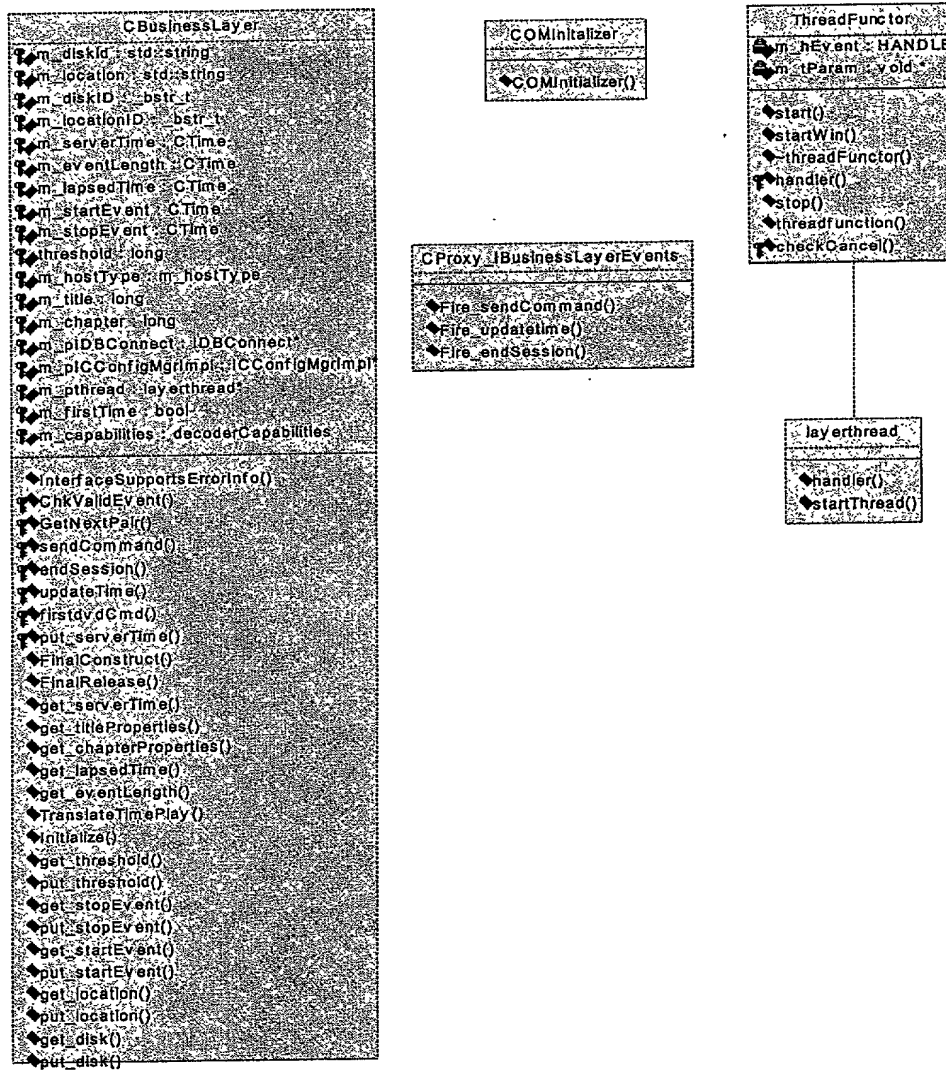 CBusinessLayer
m_diskId : std::string
m_location : std::string
m_diskID : _bstr_t
m_locationID : _bstr_t
m_serverTime : CTime
m_eventLength : CTime
m_lapsedTime : CTime
m_startEvent : CTime
m_stopEvent : CTime
threshold : long
m_hostType : m_hostType
m_title : long
m_chapter : long
m_pIDBConnect : IDBConnect*
m_pICConfigMgrImpl : ICConfigMgrImpl*
m_pthread : layerthread*
m_firstTime : bool
m_capabilities : decoderCapabilities
InterfaceSupportsErrorInfo()
ChkValidEvent()
GetNextPair()
sendCommand()
endSession()
updateTime()
firstdvdCmd()
put_serverTime()
FinalConstruct()
FinalRelease()
get_serverTime()
get_titleProperties()
get_chapterProperties()
get_lapsedTime()
get_eventLength()
TranslateTimePlay()
Initialize()
get_threshold()
put_threshold()
get_stopEvent()
put_stopEvent()
get_startEvent()
put_startEvent()
get_location()
put_location()
get_disk()
put_disk()
COMInitalizer
COMInitializer()
CProxy_IBusinessLayerEvents
Fire_sendCommand()
Fire_updatetime()
Fire_endSession()
ThreadFunctor
m_hEvent : HANDLE
m_tParam : void *
start()
startWin()
~threadFunctor()
handler()
stop()
threadfunction()
checkCancel()
layerthread
handler()
startThread()